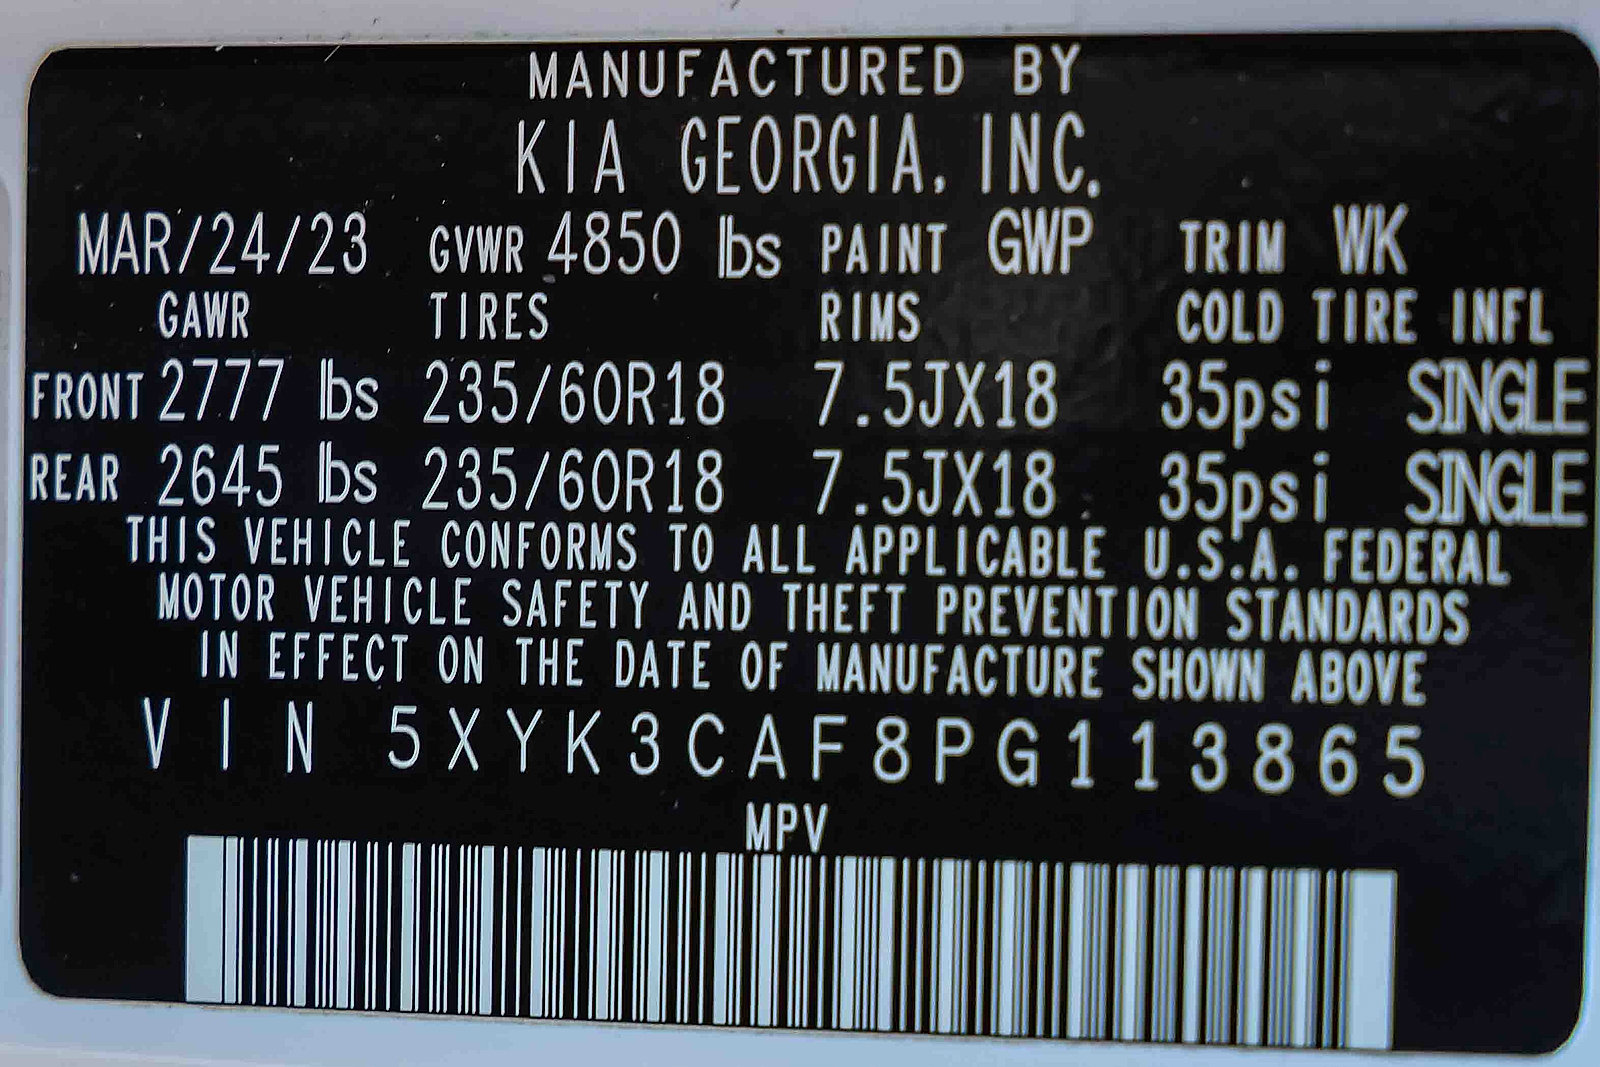 MANUFACTURED BY
KIA GEORGIA, INC.
MAR/24/23 GVWR 4850 lbs PAINT GWP TRIM WK
GAWR TIRES RIMS COLD TIRE INFL
FRONT 2777 lbs 235/60R18 7.5JX18 35psi SINGLE
REAR 2645 lbs 235/60R18 7.5JX18 35psi SINGLE
THIS VEHICLE CONFORMS TO ALL APPLICABLE U.S.A. FEDERAL
MOTOR VEHICLE SAFETY AND THEFT PREVENTION STANDARDS
IN EFFECT ON THE DATE OF MANUFACTURE SHOWN ABOVE
VIN 5XYK3CAF8PG113865
MPV